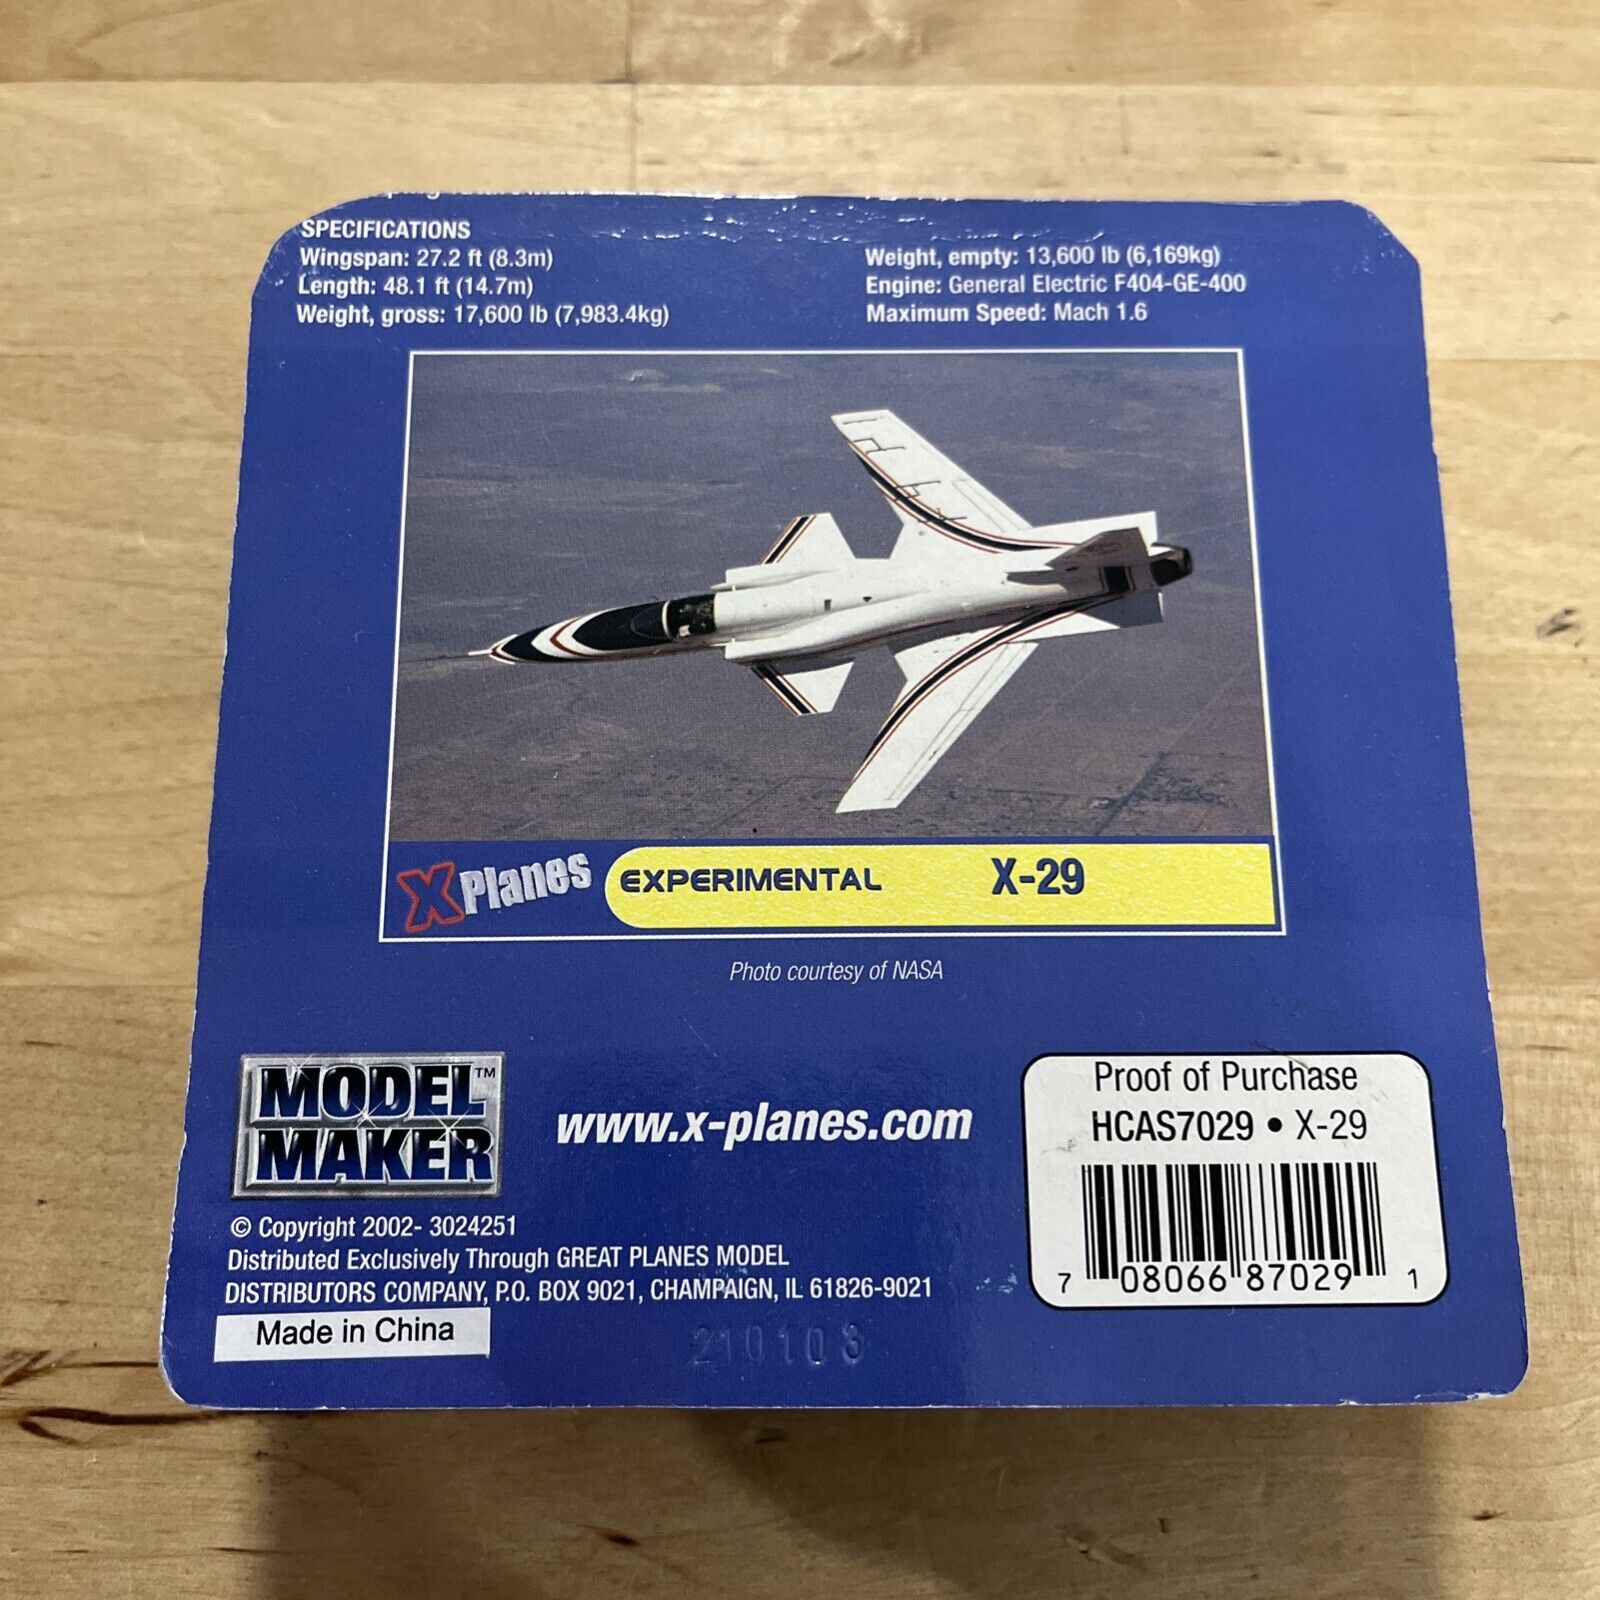 SPECIFICATIONS
Wingspan: 27.2 ft (8.3m)
Length: 48.1 ft (14.7m)
Weight, gross: 17,600 lb (7,983.4kg)
Weight, empty: 13,600 lb (6,169kg)
Engine: General Electric F404-GE-400
Maximum Speed: Mach 1.6
X Planes EXPERIMENTAL X-29
Photo courtesy of NASA
MODEL™
MAKER
www.x-planes.com
© Copyright 2002- 3024251
Distributed Exclusively Through GREAT PLANES MODEL
DISTRIBUTORS COMPANY, P.O. BOX 9021, CHAMPAIGN, IL 61826-9021
Made in China
210103
Proof of Purchase
HCAS7029 • X-29
7 08066 87029 1